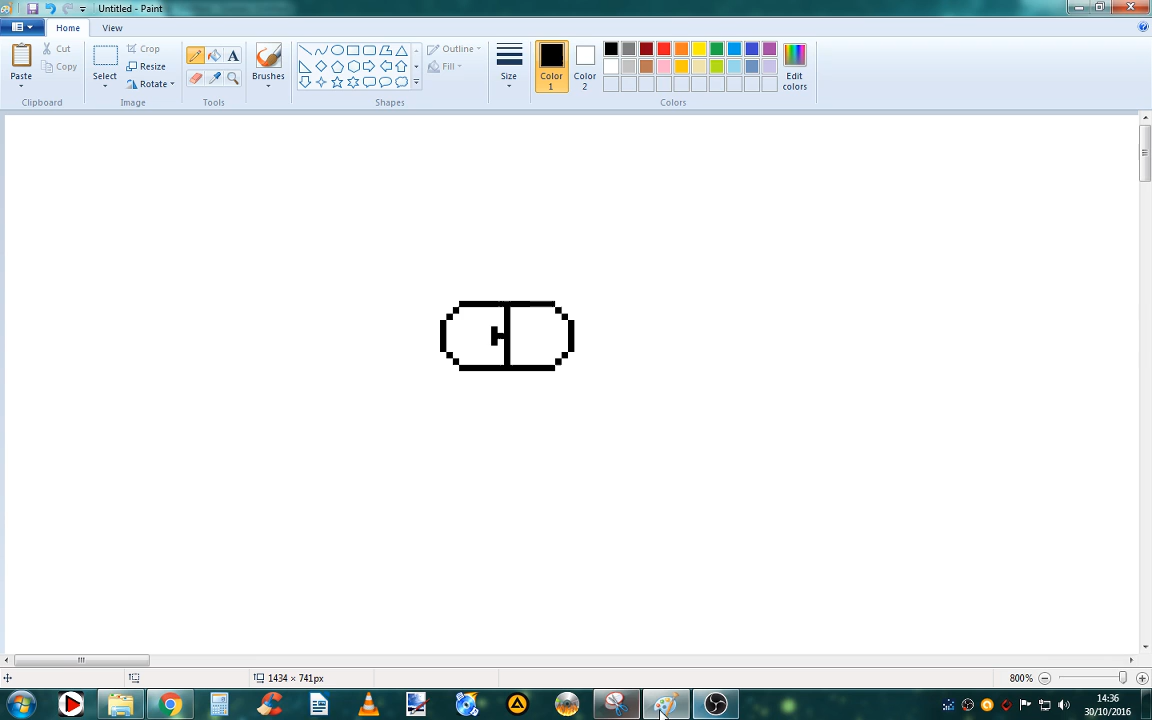 Untitled - Paint
Home View
Paste
Cut
Copy
Clipboard
Select
Crop
Resize
Rotate
Image
A
Tools
Brushes
Outline
Fill
Shapes
Size
Color
1
Color
2
Edit
colors
Colors
1434 × 741px
800%
14:36
30/10/2016